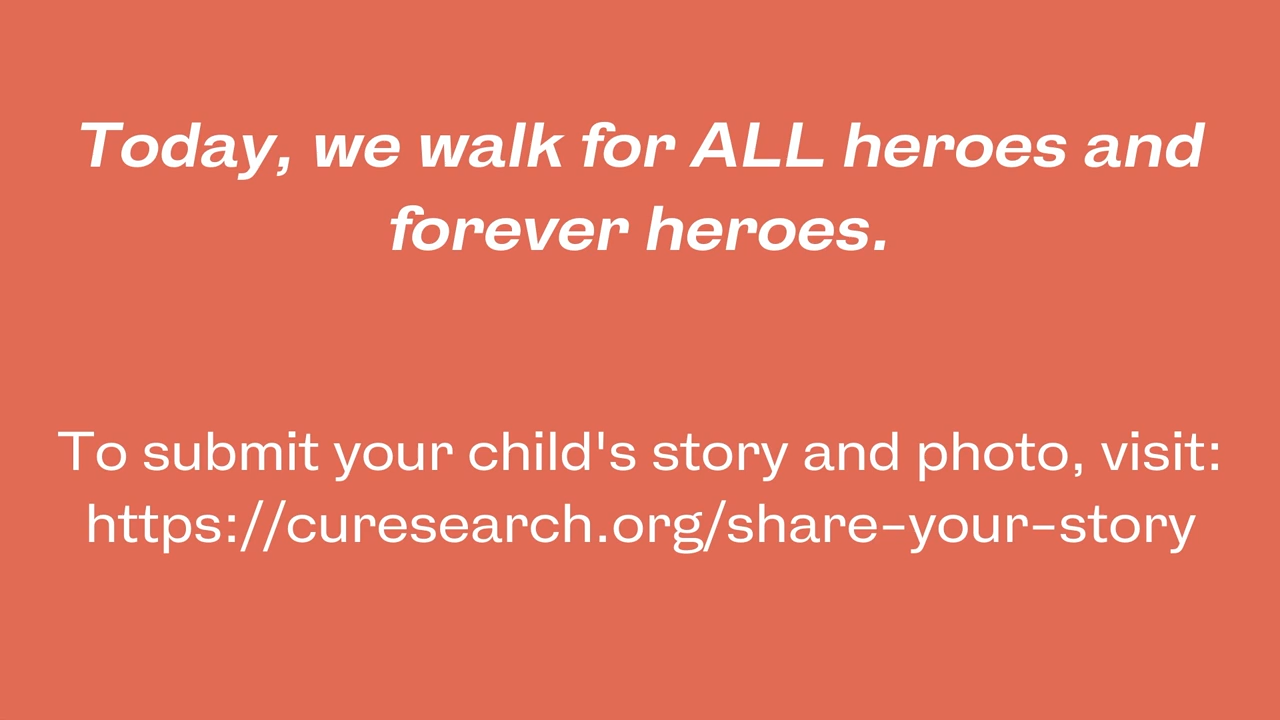 Today, we walk for ALL heroes and
forever heroes.
To submit your child's story and photo, visit:
https://curesearch.org/share-your-story